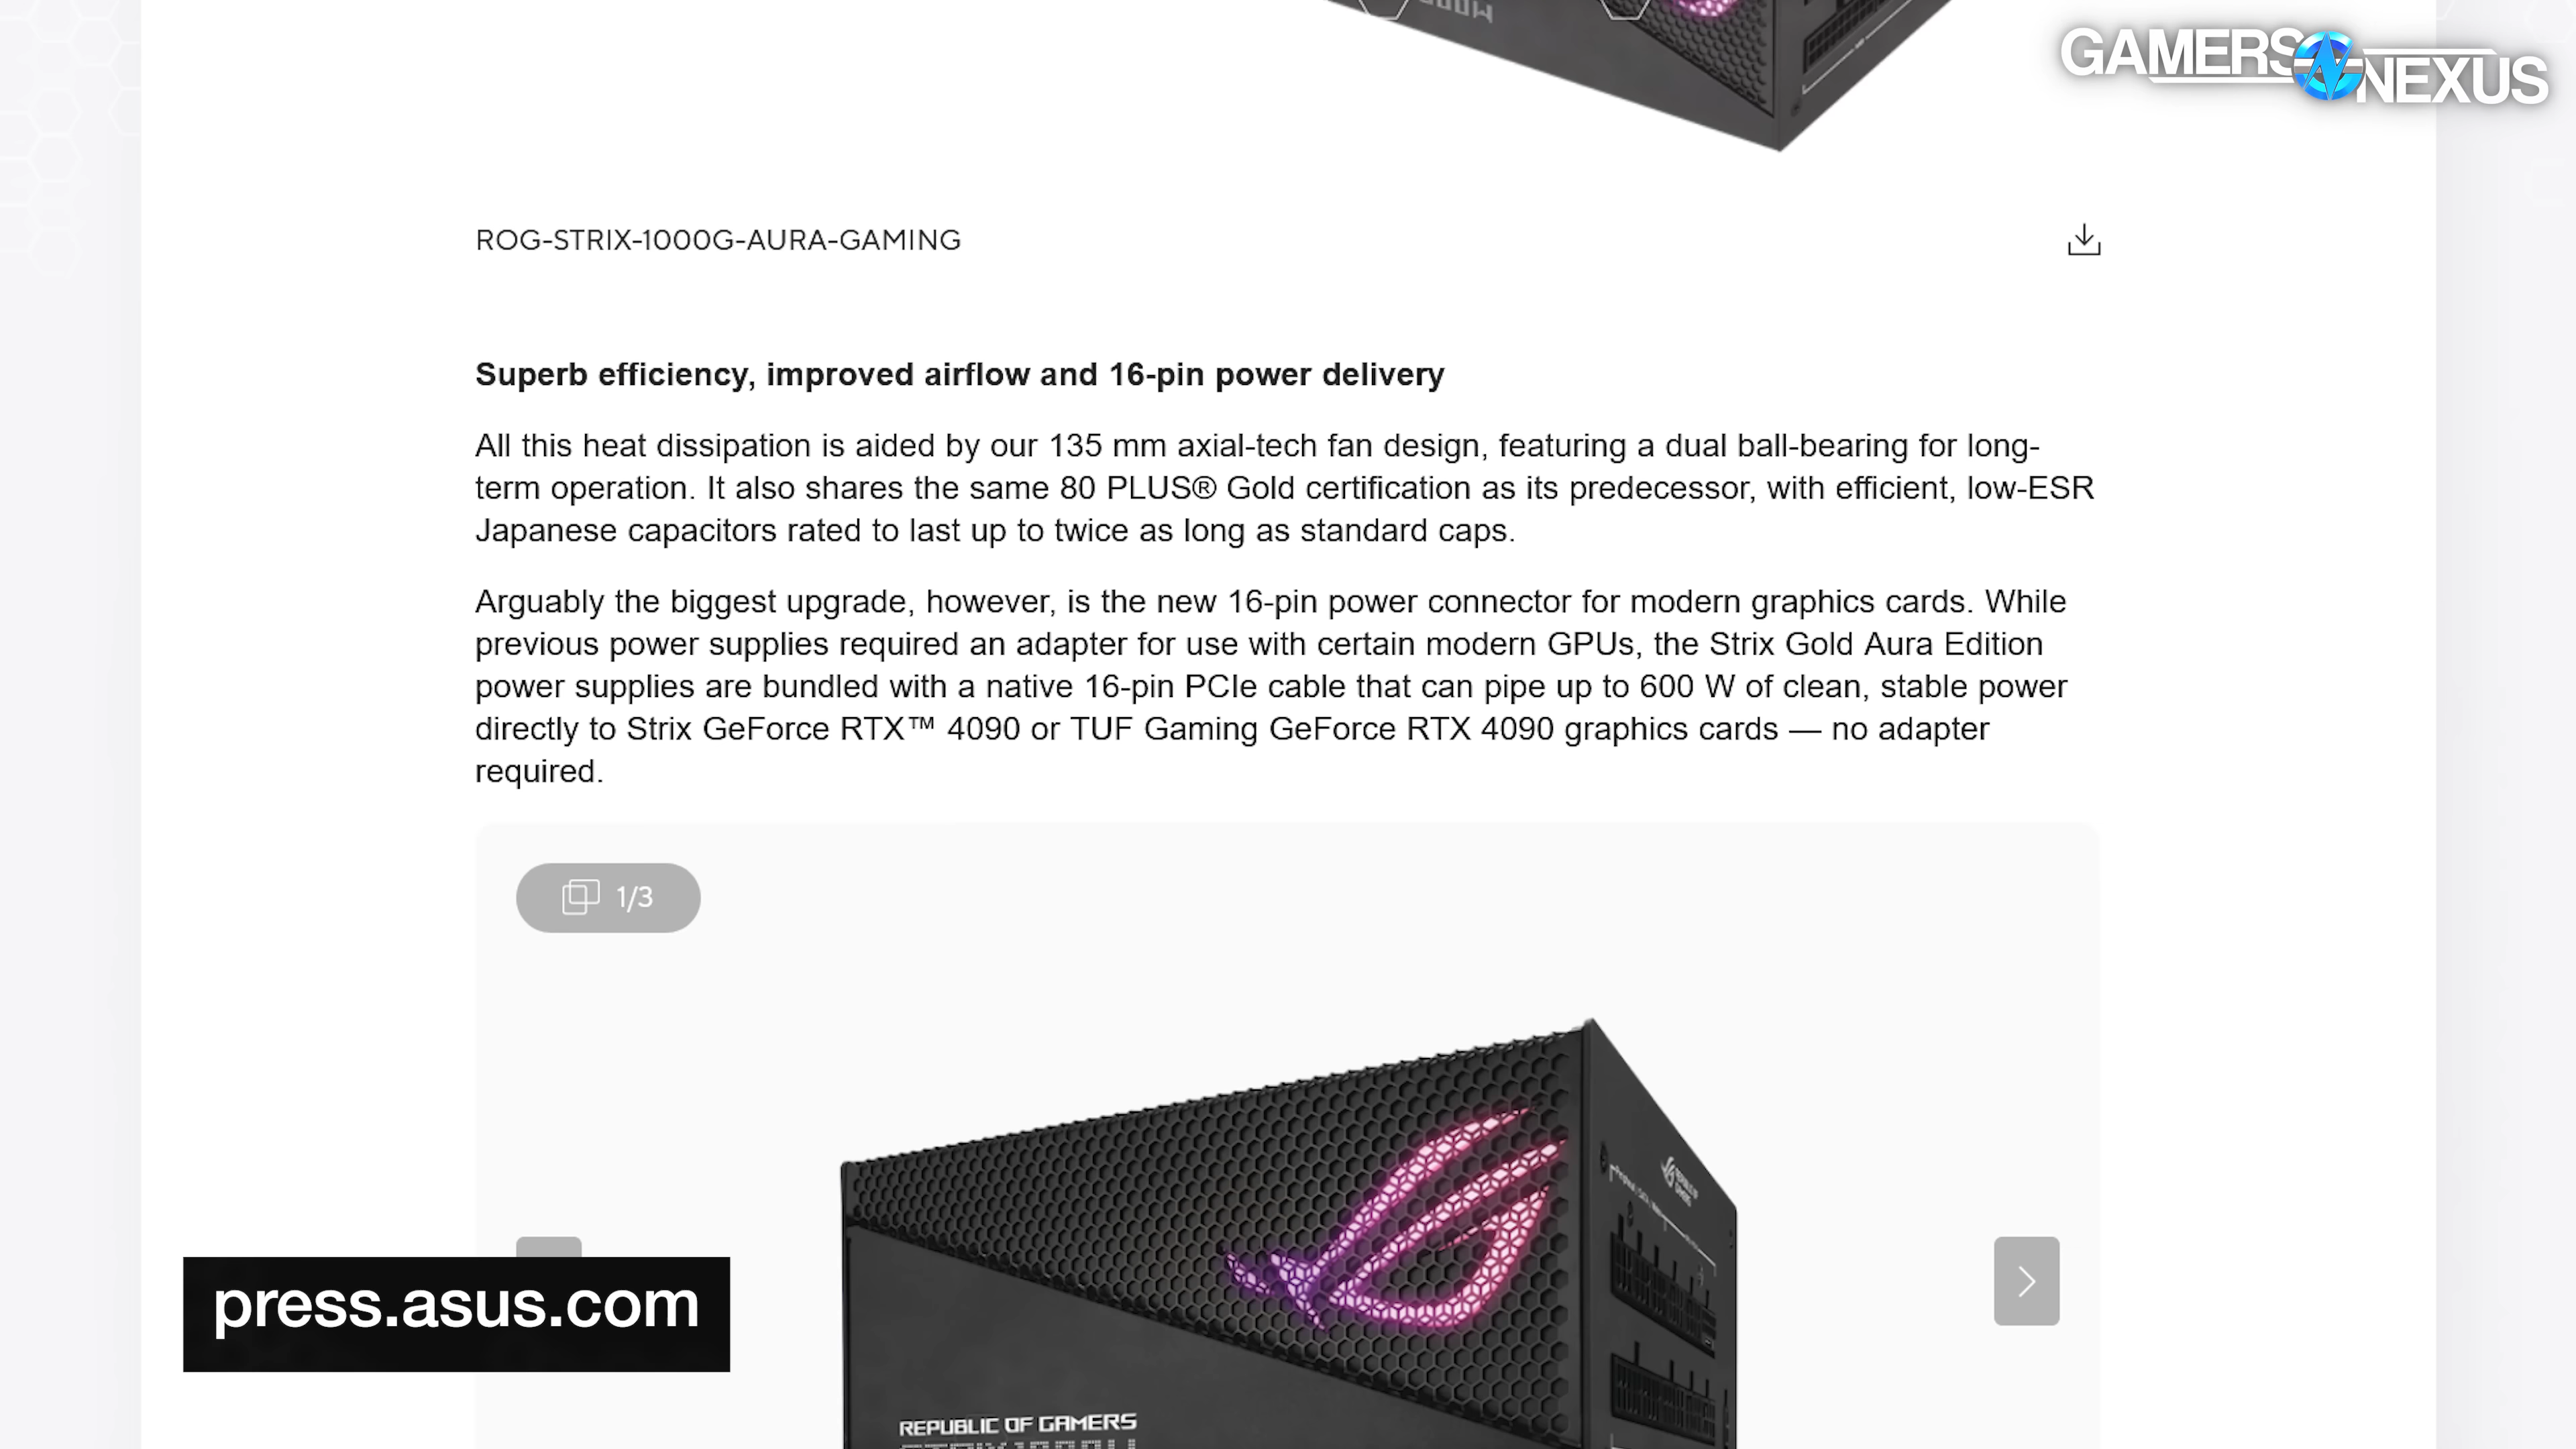 GAMERS NEXUS
ROG-STRIX-1000G-AURA-GAMING
Superb efficiency, improved airflow and 16-pin power delivery
All this heat dissipation is aided by our 135 mm axial-tech fan design, featuring a dual ball-bearing for long-
term operation. It also shares the same 80 PLUS® Gold certification as its predecessor, with efficient, low-ESR
Japanese capacitors rated to last up to twice as long as standard caps.
Arguably the biggest upgrade, however, is the new 16-pin power connector for modern graphics cards. While
previous power supplies required an adapter for use with certain modern GPUs, the Strix Gold Aura Edition
power supplies are bundled with a native 16-pin PCIe cable that can pipe up to 600 W of clean, stable power
directly to Strix GeForce RTX™ 4090 or TUF Gaming GeForce RTX 4090 graphics cards — no adapter
required.
1/3
REPUBLIC OF GAMERS
press.asus.com
REPUBLIC OF GAMERS